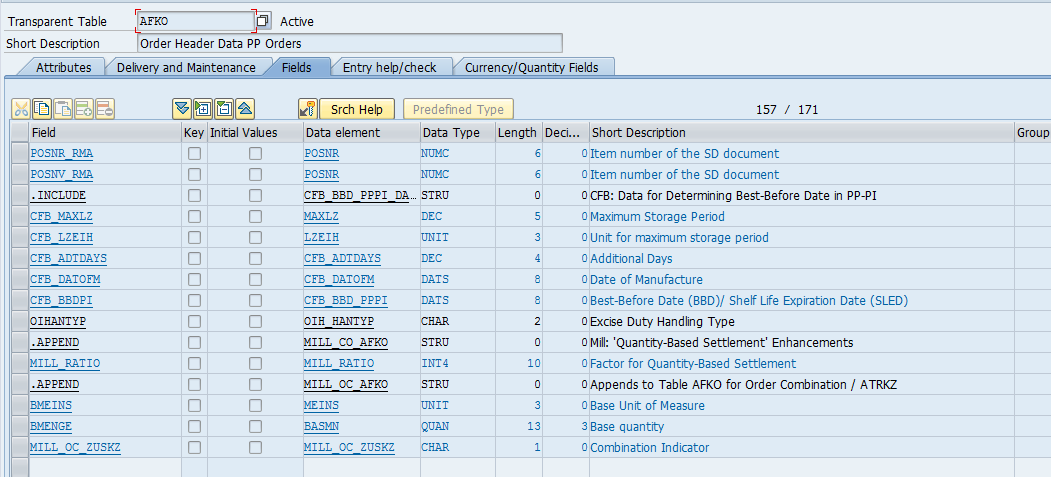 Transparent Table AFKO Active
Short Description Order Header Data PP Orders
Attributes Delivery and Maintenance Fields Entry help/check Currency/Quantity Fields
Srch Help Predefined Type 157 / 171
Field Key Initial Values Data element Data Type Length Deci... Short Description Group
POSNR_RMA POSNR NUMC 6 0 Item number of the SD document
POSNV_RMA POSNR NUMC 6 0 Item number of the SD document
.INCLUDE CFB_BBD_PPPI_DA... STRU 0 0 CFB: Data for Determining Best-Before Date in PP-PI
CFB_MAXLZ MAXLZ DEC 5 0 Maximum Storage Period
CFB_LZEIH LZEIH UNIT 3 0 Unit for maximum storage period
CFB_ADTDAYS CFB_ADTDAYS DEC 4 0 Additional Days
CFB_DATOFM CFB_DATOFM DATS 8 0 Date of Manufacture
CFB_BBDPI CFB_BBD_PPPI DATS 8 0 Best-Before Date (BBD)/ Shelf Life Expiration Date (SLED)
OIHANTYP OIH_HANTYP CHAR 2 0 Excise Duty Handling Type
.APPEND MILL_CO_AFKO STRU 0 0 Mill: 'Quantity-Based Settlement' Enhancements
MILL_RATIO MILL_RATIO INT4 10 0 Factor for Quantity-Based Settlement
.APPEND MILL_OC_AFKO STRU 0 0 Appends to Table AFKO for Order Combination / ATRKZ
BMEINS MEINS UNIT 3 0 Base Unit of Measure
BMENGE BASMN QUAN 13 3 Base quantity
MILL_OC_ZUSKZ MILL_OC_ZUSKZ CHAR 1 0 Combination Indicator